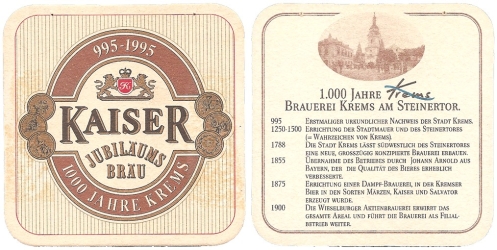 995-1995
K
KAISER
JUBILÄUMS
BRÄU
1000 JAHRE KREMS
1.000 JAHRE Krems
BRAUEREI KREMS AM STEINERTOR.
995 ERSTMALIGER URKUNDLICHER NACHWEIS DER STADT KREMS.
1250-1500 ERRICHTUNG DER STADTMAUER UND DES STEINERTORES
(= WAHRZEICHEN VON KREMS).
1788 DIE STADT KREMS LÄSST SÜDWESTLICH DES STEINERTORES
EINE NEUE, GROSSZÜGIG KONZIPIERTE BRAUEREI ERBAUEN.
1855 ÜBERNAHME DES BETRIEBES DURCH JOHANN ARNOLD AUS
BAYERN, DER DIE QUALITÄT DES BIERES ERHEBLICH
VERBESSERTE.
1875 ERRICHTUNG EINER DAMPF-BRAUEREI, IN DER KREMSER
BIER IN DEN SORTEN MÄRZEN, KAISER UND SALVATOR
ERZEUGT WURDE.
1900 DIE WIESELBURGER AKTIENBRAUEREI ERWIRBT DAS
GESAMTE AREAL UND FÜHRT DIE BRAUEREI ALS FILIAL-
BETRIEB WEITER.